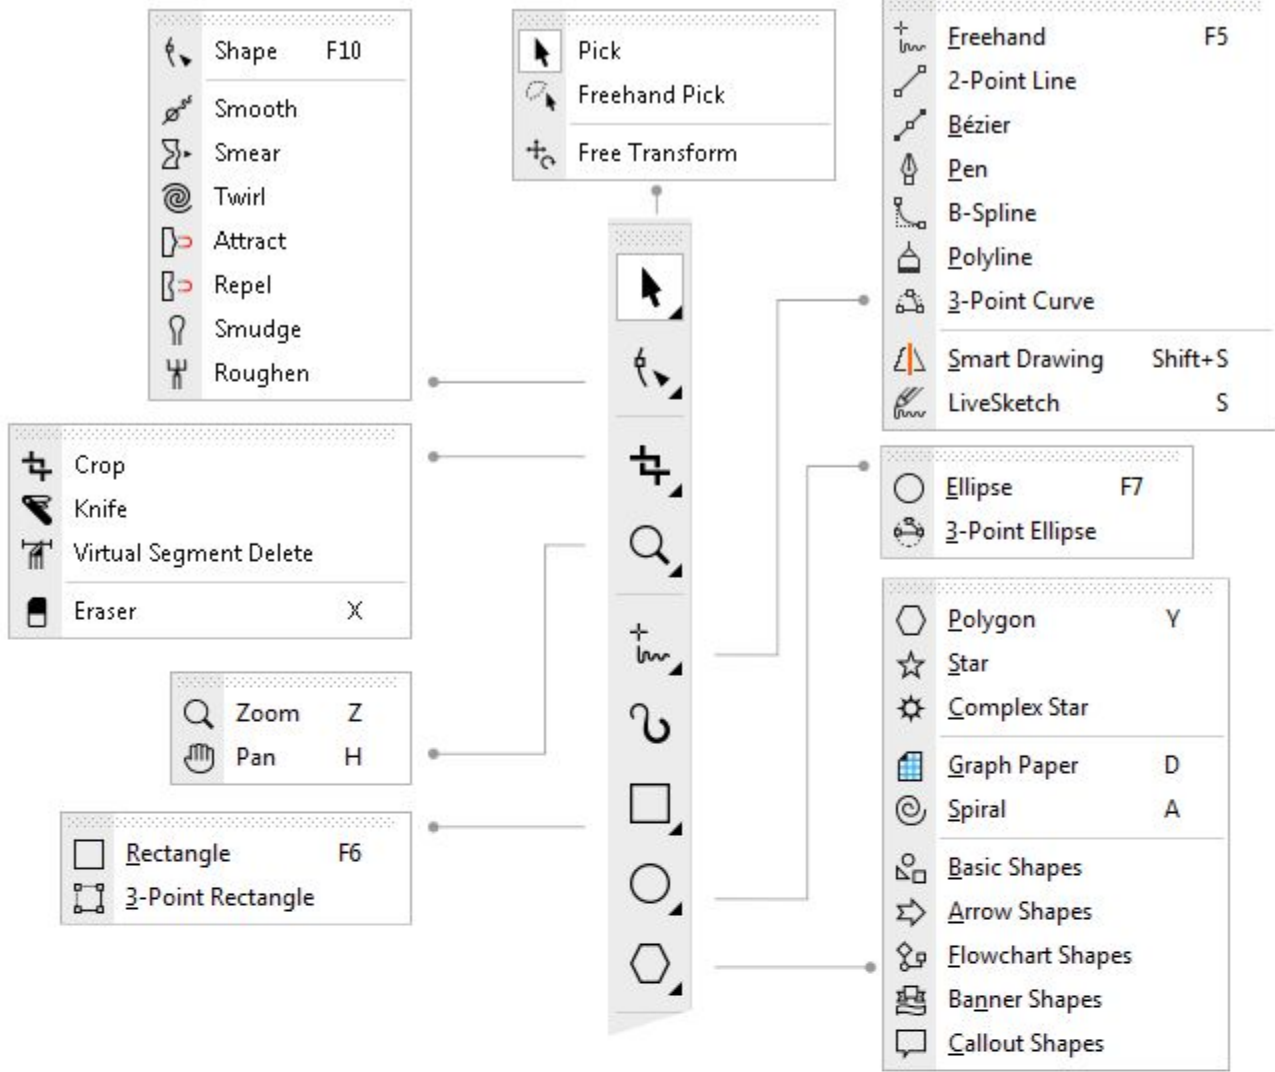 Shape F10
Smooth
Smear
Twirl
Attract
Repel
Smudge
Roughen
Pick
Freehand Pick
Free Transform
Freehand F5
2-Point Line
Bézier
Pen
B-Spline
Polyline
3-Point Curve
Smart Drawing Shift+S
LiveSketch S
Crop
Knife
Virtual Segment Delete
Eraser X
Ellipse F7
3-Point Ellipse
Zoom Z
Pan H
Polygon Y
Star
Complex Star
Graph Paper D
Spiral A
Basic Shapes
Arrow Shapes
Flowchart Shapes
Banner Shapes
Callout Shapes
Rectangle F6
3-Point Rectangle